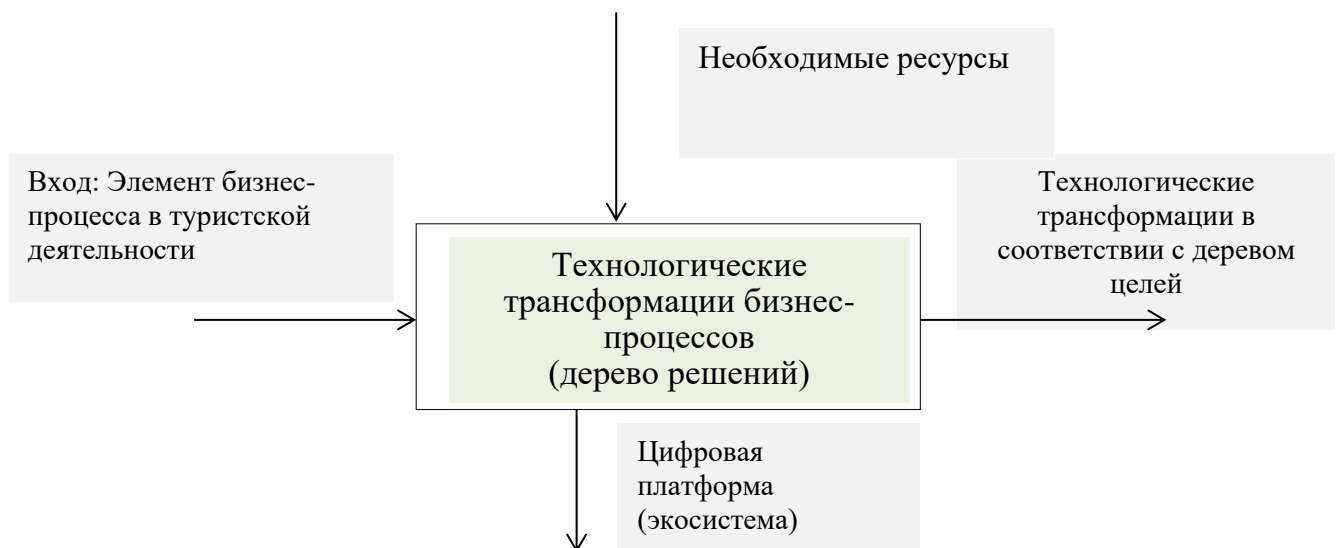 Необходимые ресурсы
Вход: Элемент бизнес-
процесса в туристской
деятельности
Технологические
трансформации в
соответствии с деревом
целей
Технологические
трансформации бизнес-
процессов
(дерево решений)
Цифровая
платформа
(экосистема)